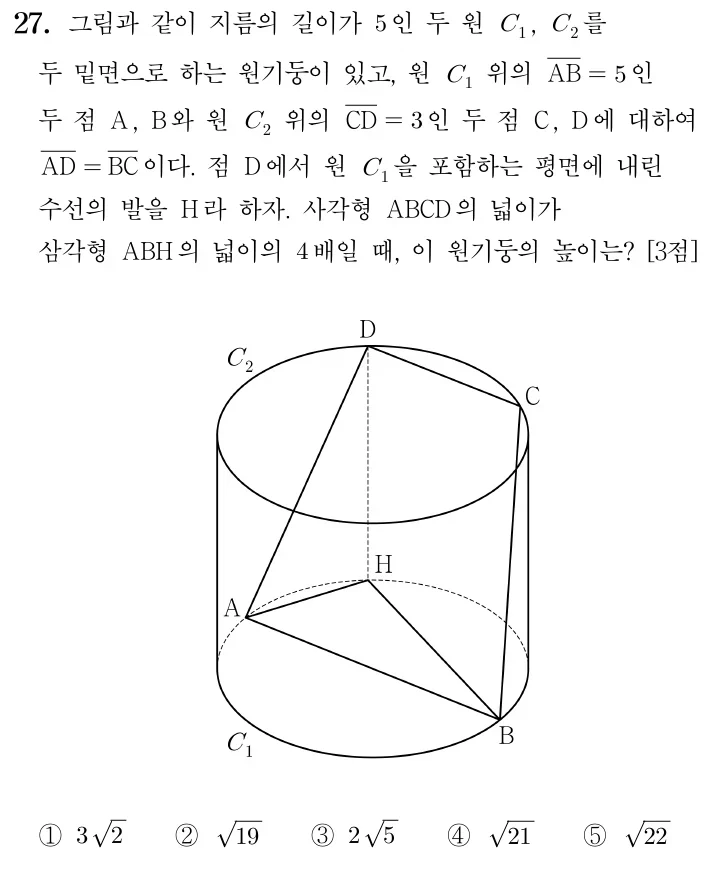 27. 그림과 같이 지름의 길이가 5인 두 원 C₁, C₂를
두 밑면으로 하는 원기둥이 있고, 원 C₁ 위의 A̅B̅ = 5인
두 점 A, B와 원 C₂ 위의 C̅D̅ = 3인 두 점 C, D에 대하여
A̅D̅ = B̅C̅이다. 점 D에서 원 C₁을 포함하는 평면에 내린
수선의 발을 H라 하자. 사각형 ABCD의 넓이가
삼각형 ABH의 넓이의 4배일 때, 이 원기둥의 높이는? [3점]
D
C₂
C
H
A
B
C₁
① 3√2 ② √19 ③ 2√5 ④ √21 ⑤ √22